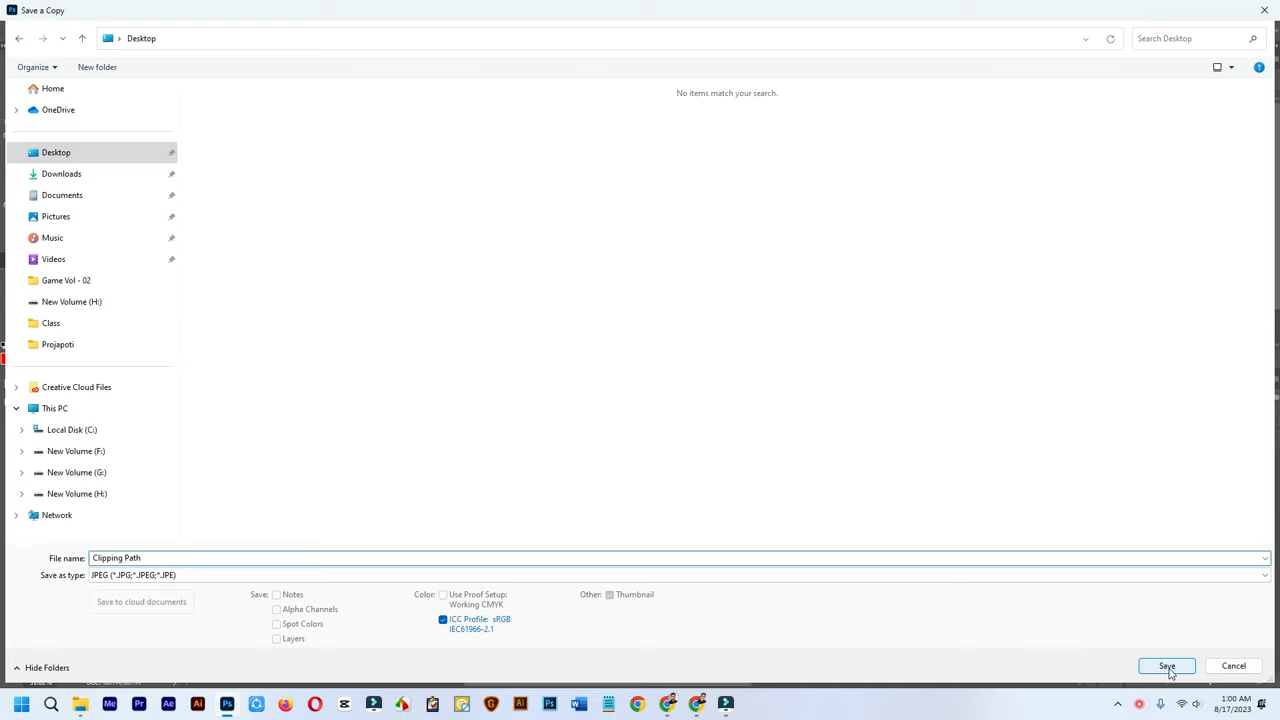 Save a Copy
Desktop
Search Desktop
Organize
New folder
Home
OneDrive
Desktop
Downloads
Documents
Pictures
Music
Videos
Game Vol - 02
New Volume (H:)
Class
Projapoti
Creative Cloud Files
This PC
Local Disk (C:)
New Volume (F:)
New Volume (G:)
New Volume (H:)
Network
No items match your search.
File name: Clipping Path
Save as type: JPEG (*.JPG;*.JPEG;*.JPE)
Save to cloud documents
Save: Notes
Alpha Channels
Spot Colors
Layers
Color: Use Proof Setup:
Working CMYK
ICC Profile: sRGB
IEC61966-2.1
Other: Thumbnail
Hide Folders
Save
Cancel
1:00 AM
8/17/2023